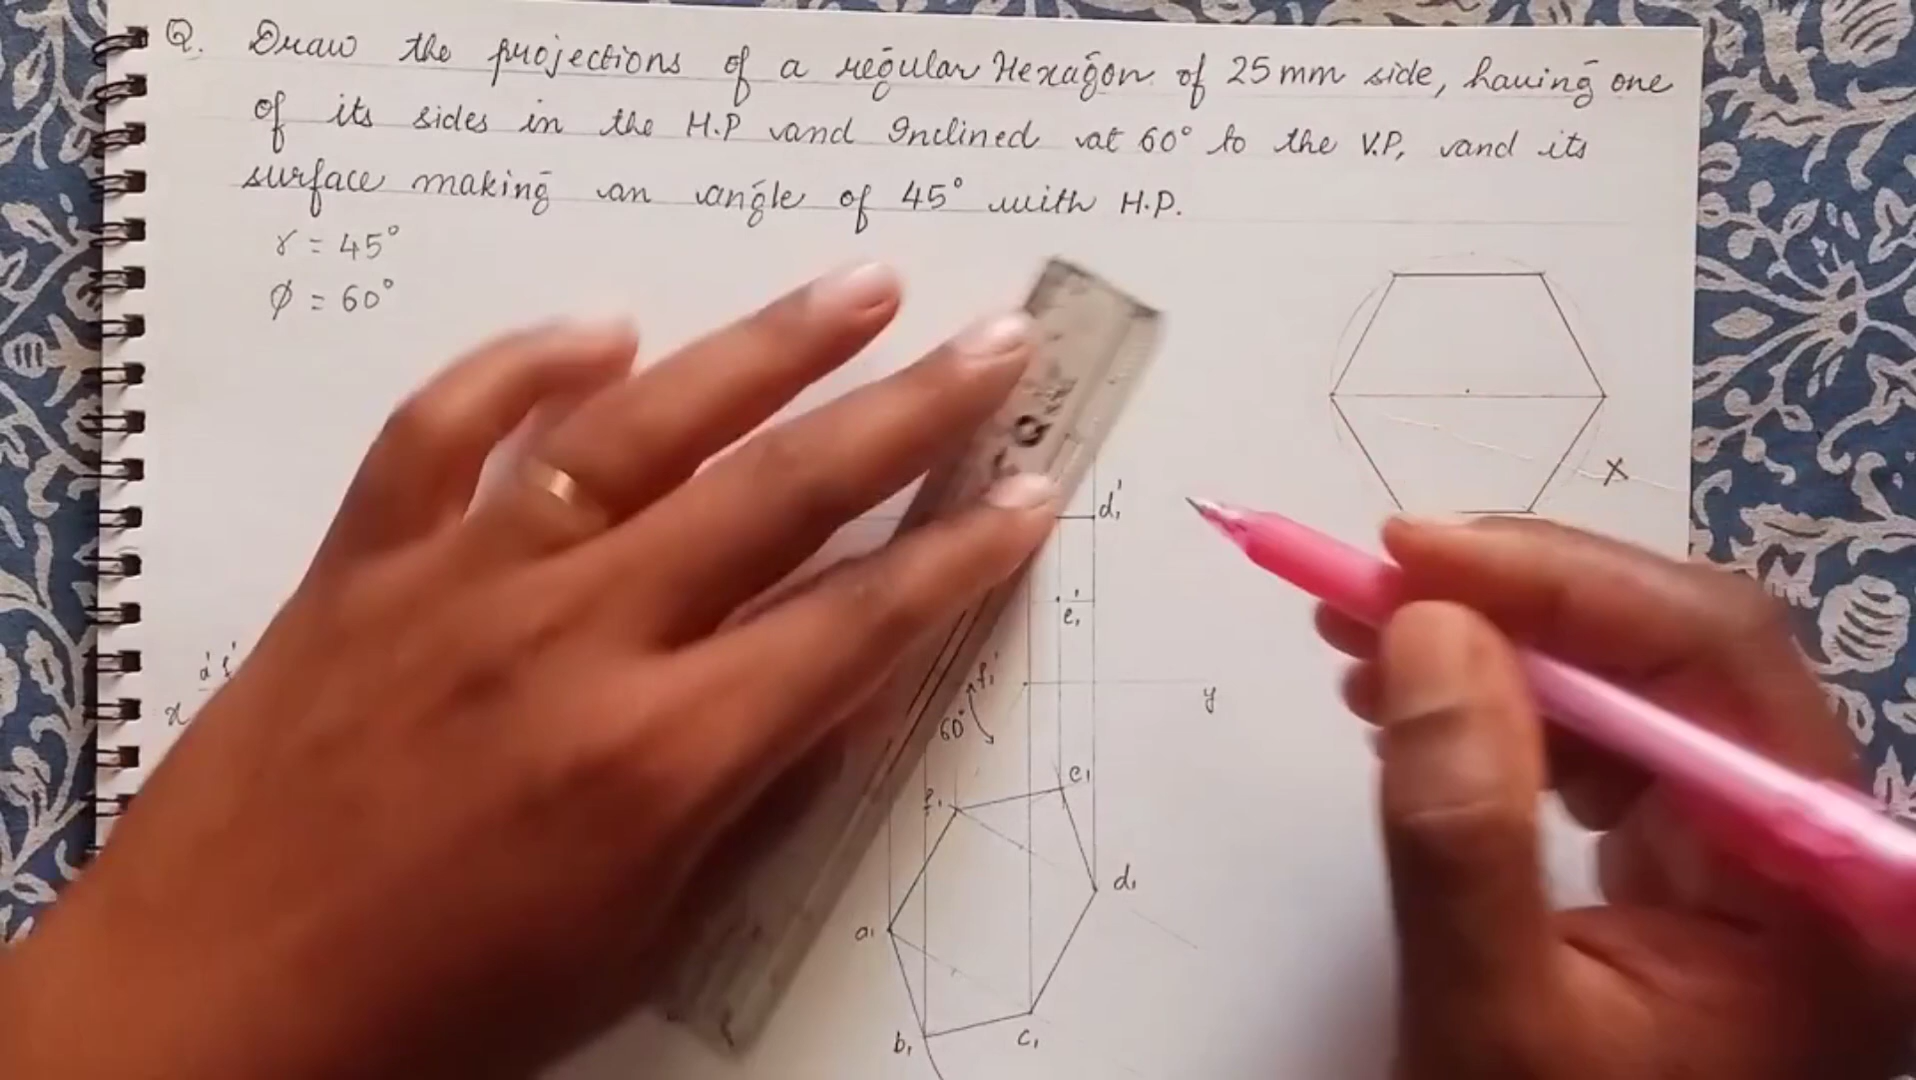 Q. Draw the projections of a regular Hexagon of 25mm side, having one
of its sides in the H.P and Inclined at 60° to the V.P, and its
surface making an angle of 45° with H.P.
γ = 45°
ϕ = 60°
x
d₁'
e₁'
a' f'
f₁'
x
y
60°
e₁
f₁
d₁
a₁
b₁
c₁